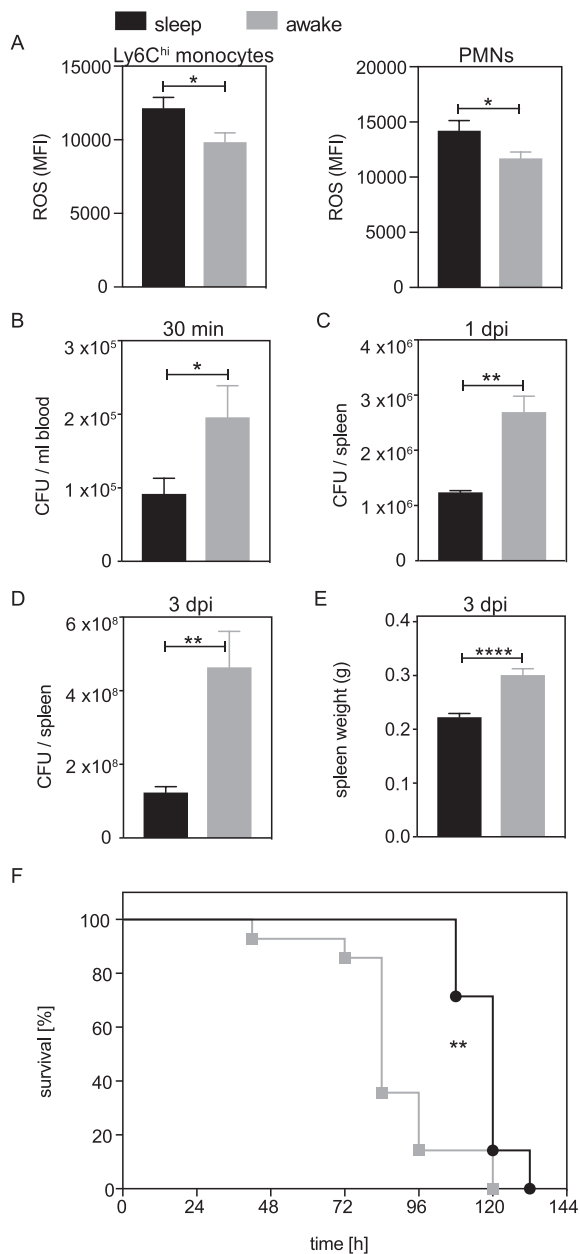 sleep awake
A
Ly6Chi monocytes PMNs
15000
10000
5000
0
ROS (MFI)
*
20000
15000
10000
5000
0
ROS (MFI)
*
B
30 min
3 x10⁵
2 x10⁵
1 x10⁵
0
CFU / ml blood
*
C
1 dpi
4 x10⁶
3 x10⁶
2 x10⁶
1 x10⁶
0
CFU / spleen
**
D
3 dpi
6 x10⁸
4 x10⁸
2 x10⁸
0
CFU / spleen
**
E
3 dpi
0.4
0.3
0.2
0.1
0.0
spleen weight (g)
****
F
100
80
60
40
20
0
survival [%]
**
0 24 48 72 96 120 144
time [h]